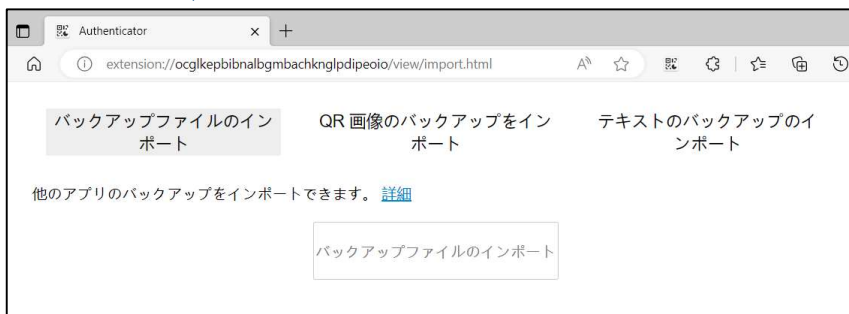 Authenticator
extension://ocglkepbibnalbgmbachknglpdipeoio/view/import.html
バックアップファイルのイン
ポート
QR 画像のバックアップをイン
ポート
テキストのバックアップのイ
ンポート
他のアプリのバックアップをインポートできます。 詳細
バックアップファイルのインポート